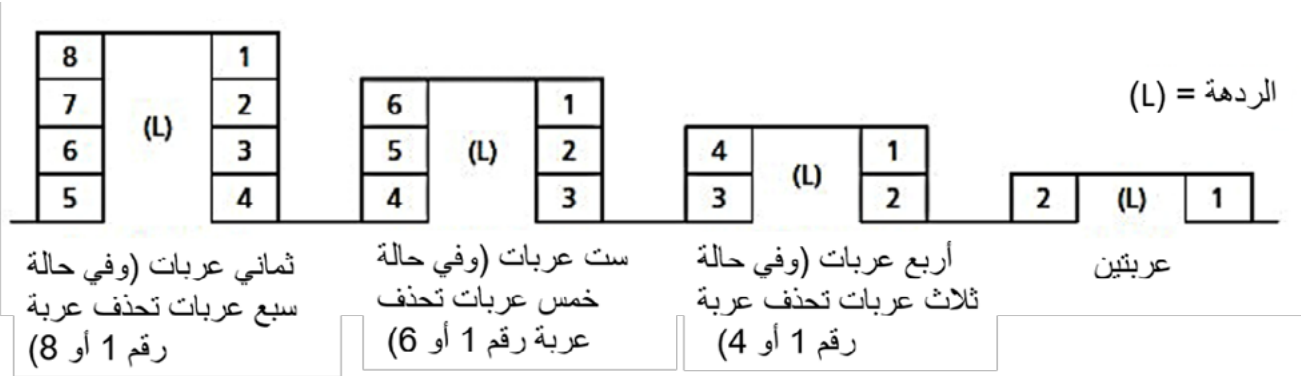 الردهة = (L)
8 1
7 2
6 3
5 4
(L)
6 1
5 2
4 3
(L)
4 1
3 2
(L)
2 (L) 1
ثماني عربات (وفي حالة
سبع عربات تحذف عربة
رقم 1 أو 8)
ست عربات (وفي حالة
خمس عربات تحذف
عربة رقم 1 أو 6)
أربع عربات (وفي حالة
ثلاث عربات تحذف عربة
رقم 1 أو 4)
عربتين